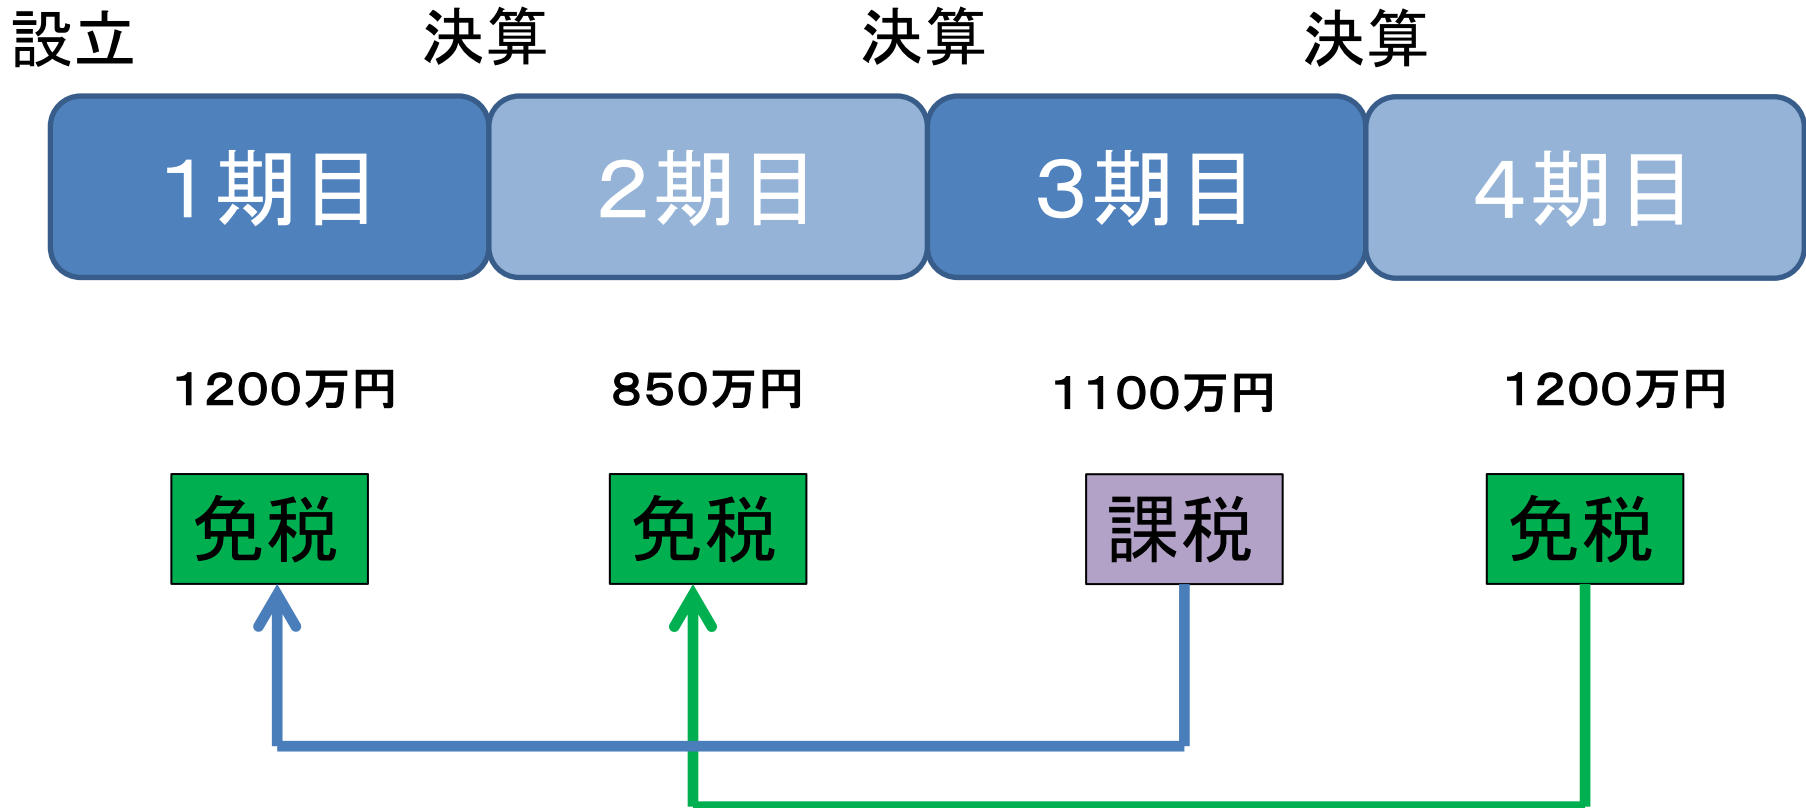 設立 決算 決算 決算
１期目 ２期目 ３期目 ４期目
１２００万円 ８５０万円 １１００万円 １２００万円
免税 免税 課税 免税